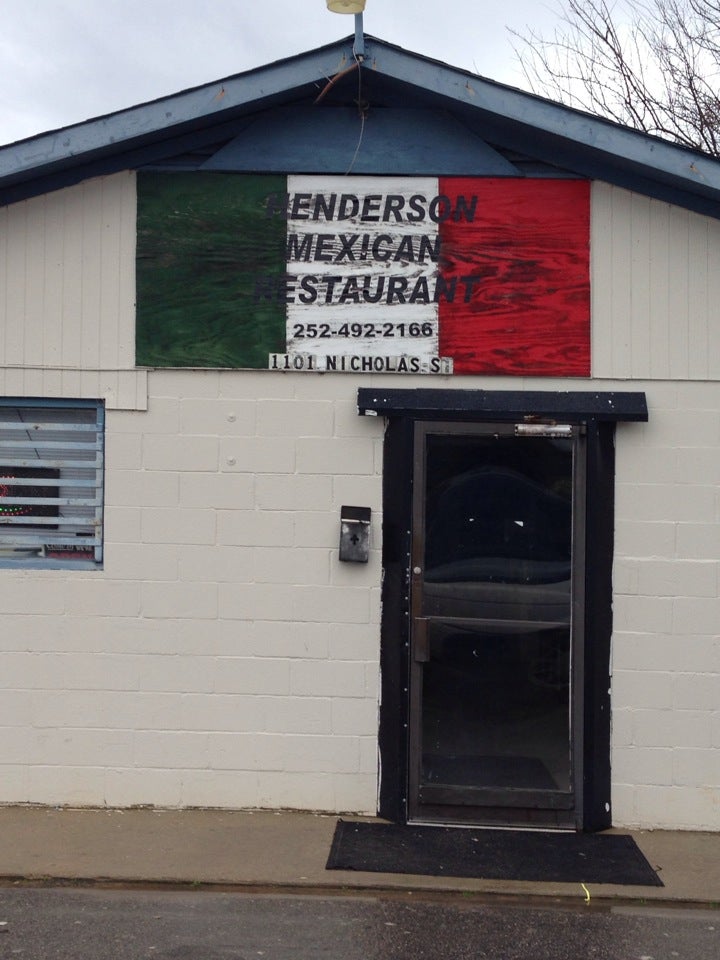 HENDERSON
MEXICAN
RESTAURANT
252-492-2166
1101 NICHOLAS S